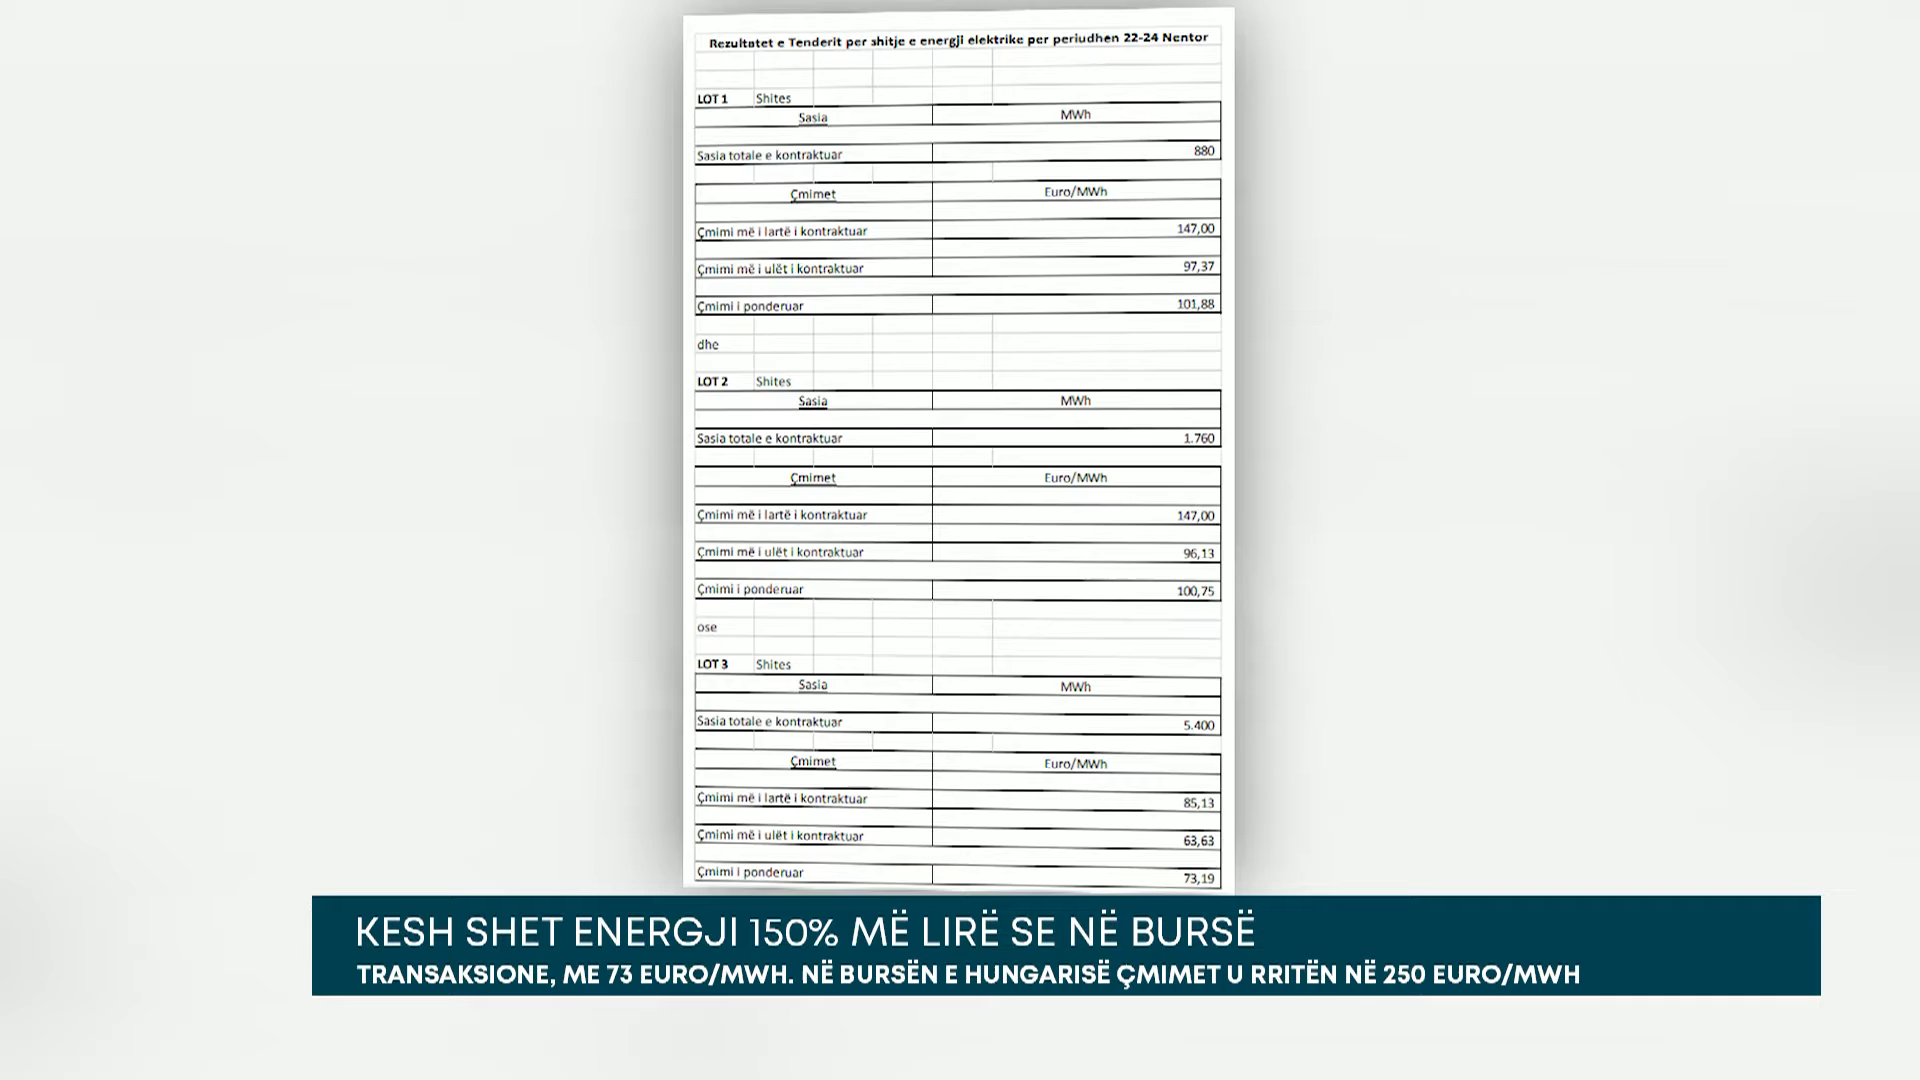 Rezultatet e Tenderit per shitje e energji elektrike per periudhen 22-24 Nentor
LOT 1 Shites
Sasia MWh
Sasia totale e kontraktuar 880
Çmimet Euro/MWh
Çmimi më i lartë i kontraktuar 147,00
Çmimi më i ulët i kontraktuar 97,37
Çmimi i ponderuar 101,88
dhe
LOT 2 Shites
Sasia MWh
Sasia totale e kontraktuar 1.760
Çmimet Euro/MWh
Çmimi më i lartë i kontraktuar 147,00
Çmimi më i ulët i kontraktuar 96,13
Çmimi i ponderuar 100,75
ose
LOT 3 Shites
Sasia MWh
Sasia totale e kontraktuar 5.400
Çmimet Euro/MWh
Çmimi më i lartë i kontraktuar 85,13
Çmimi më i ulët i kontraktuar 63,63
Çmimi i ponderuar 73,19
KESH SHET ENERGJI 150% MË LIRË SE NË BURSË
TRANSAKSIONE, ME 73 EURO/MWH. NË BURSËN E HUNGARISË ÇMIMET U RRITËN NË 250 EURO/MWH